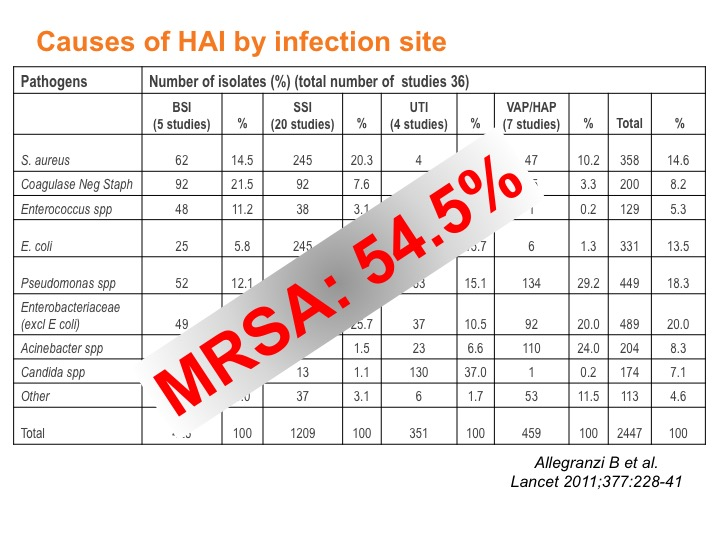 Causes of HAI by infection site
Pathogens Number of isolates (%) (total number of studies 36)
BSI SSI UTI VAP/HAP
(5 studies) % (20 studies) % (4 studies) % (7 studies) % Total %
S. aureus 62 14.5 245 20.3 4 47 10.2 358 14.6
Coagulase Neg Staph 92 21.5 92 7.6 3.3 200 8.2
Enterococcus spp 48 11.2 38 3.1 0.2 129 5.3
E. coli 25 5.8 245 6 1.3 331 13.5
Pseudomonas spp 52 12.1 15.1 134 29.2 449 18.3
Enterobacteriaceae
(excl E coli) 49 25.7 37 10.5 92 20.0 489 20.0
Acinebacter spp 1.5 23 6.6 110 24.0 204 8.3
Candida spp 13 1.1 130 37.0 1 0.2 174 7.1
Other 37 3.1 6 1.7 53 11.5 113 4.6
Total 100 1209 100 351 100 459 100 2447 100
MRSA: 54.5%
Allegranzi B et al.
Lancet 2011;377:228-41